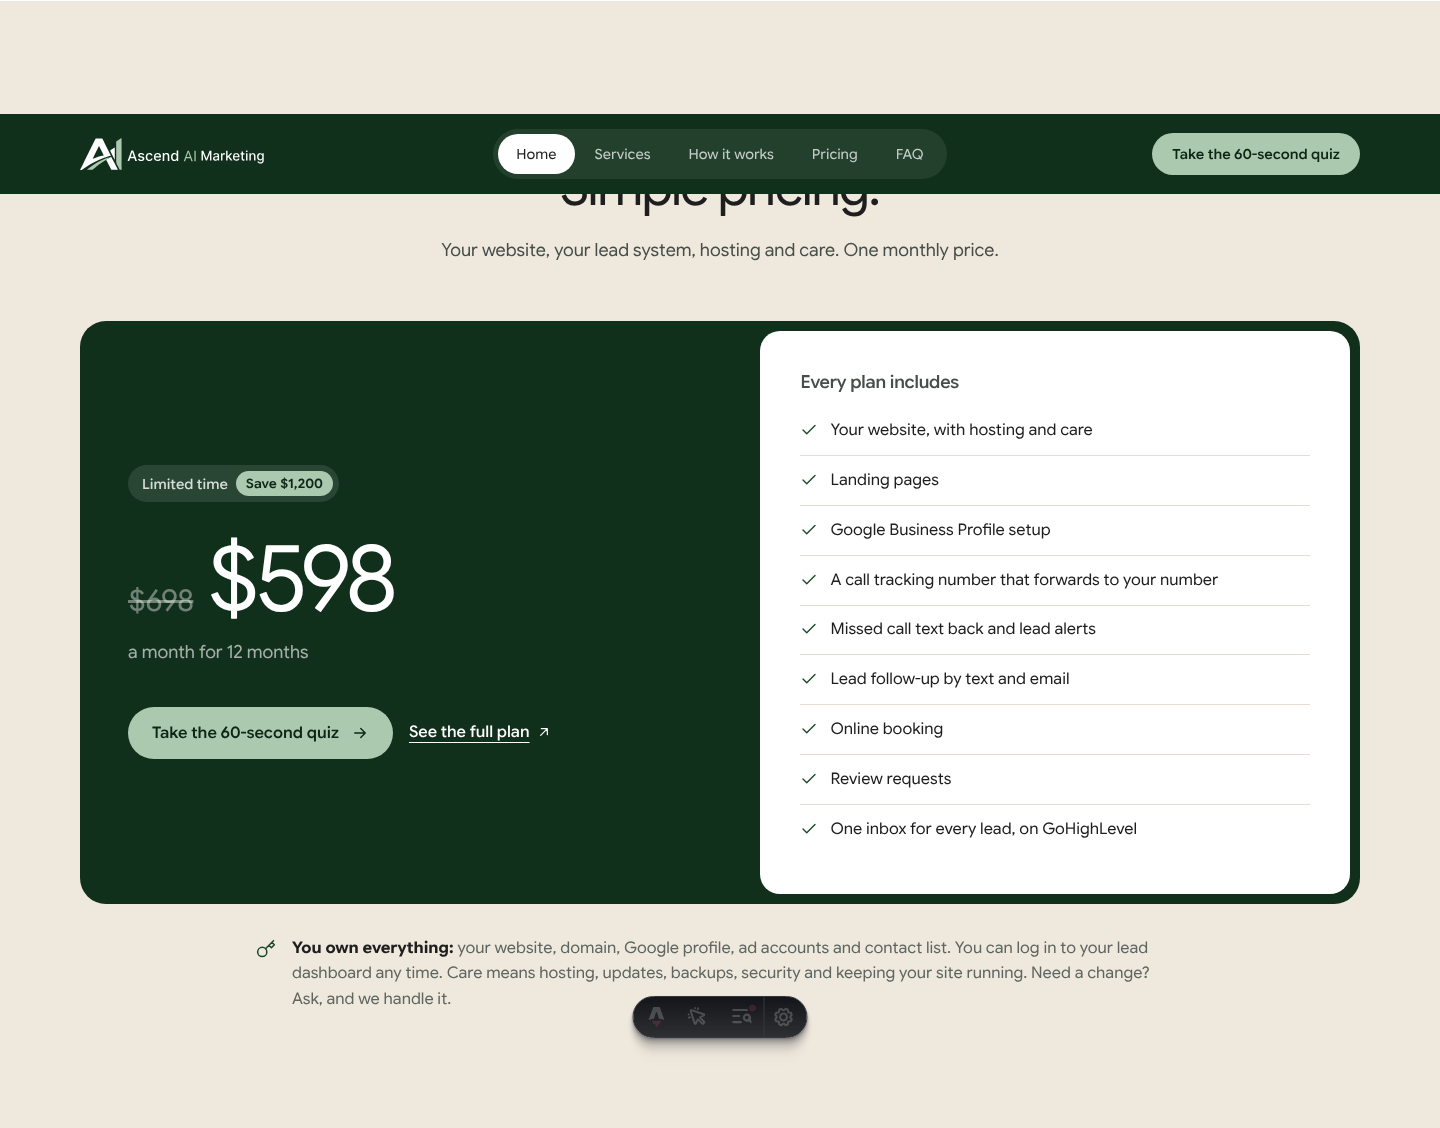 Ascend AI Marketing
Home
Services
How it works
Pricing
FAQ
Take the 60-second quiz
Simple pricing.
Your website, your lead system, hosting and care. One monthly price.
Limited time
Save $1,200
$698
$598
a month for 12 months
Take the 60-second quiz
See the full plan
Every plan includes
Your website, with hosting and care
Landing pages
Google Business Profile setup
A call tracking number that forwards to your number
Missed call text back and lead alerts
Lead follow-up by text and email
Online booking
Review requests
One inbox for every lead, on GoHighLevel
You own everything: your website, domain, Google profile, ad accounts and contact list. You can log in to your lead
dashboard any time. Care means hosting, updates, backups, security and keeping your site running. Need a change?
Ask, and we handle it.